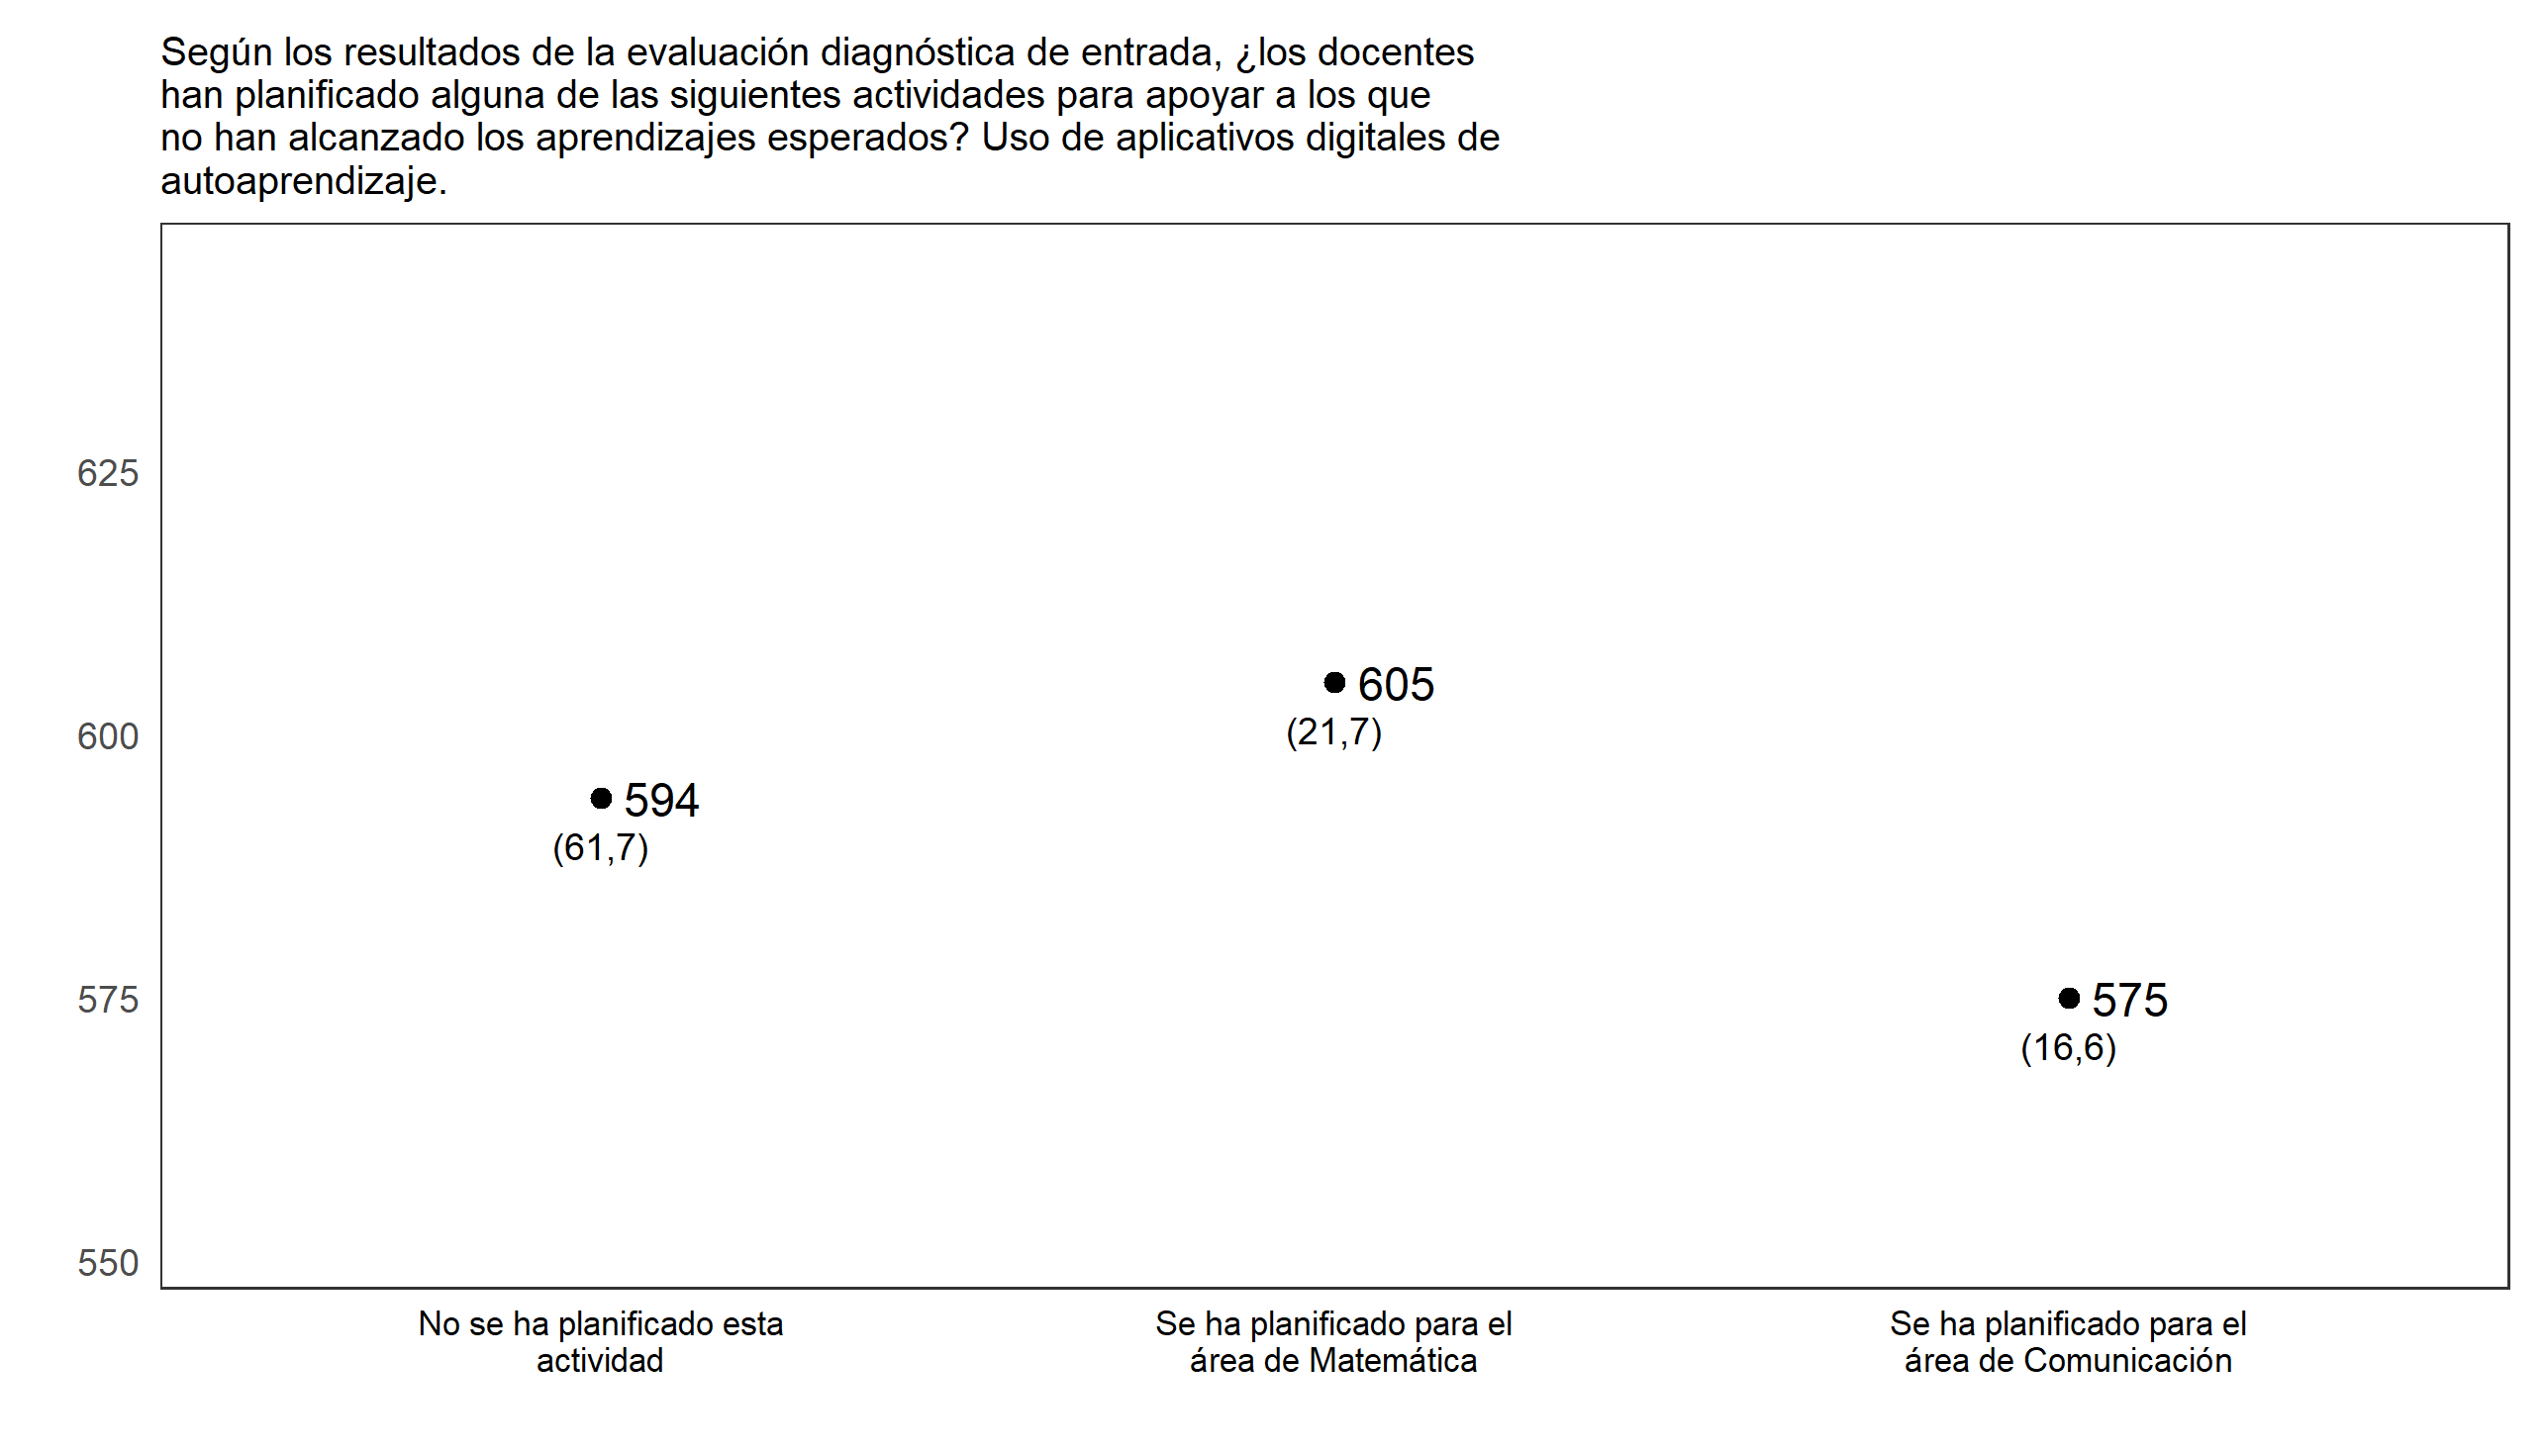 Según los resultados de la evaluación diagnóstica de entrada, ¿los docentes
han planificado alguna de las siguientes actividades para apoyar a los que
no han alcanzado los aprendizajes esperados? Uso de aplicativos digitales de
autoaprendizaje.
625
600
575
550
605
(21,7)
594
(61,7)
575
(16,6)
No se ha planificado esta
actividad
Se ha planificado para el
área de Matemática
Se ha planificado para el
área de Comunicación